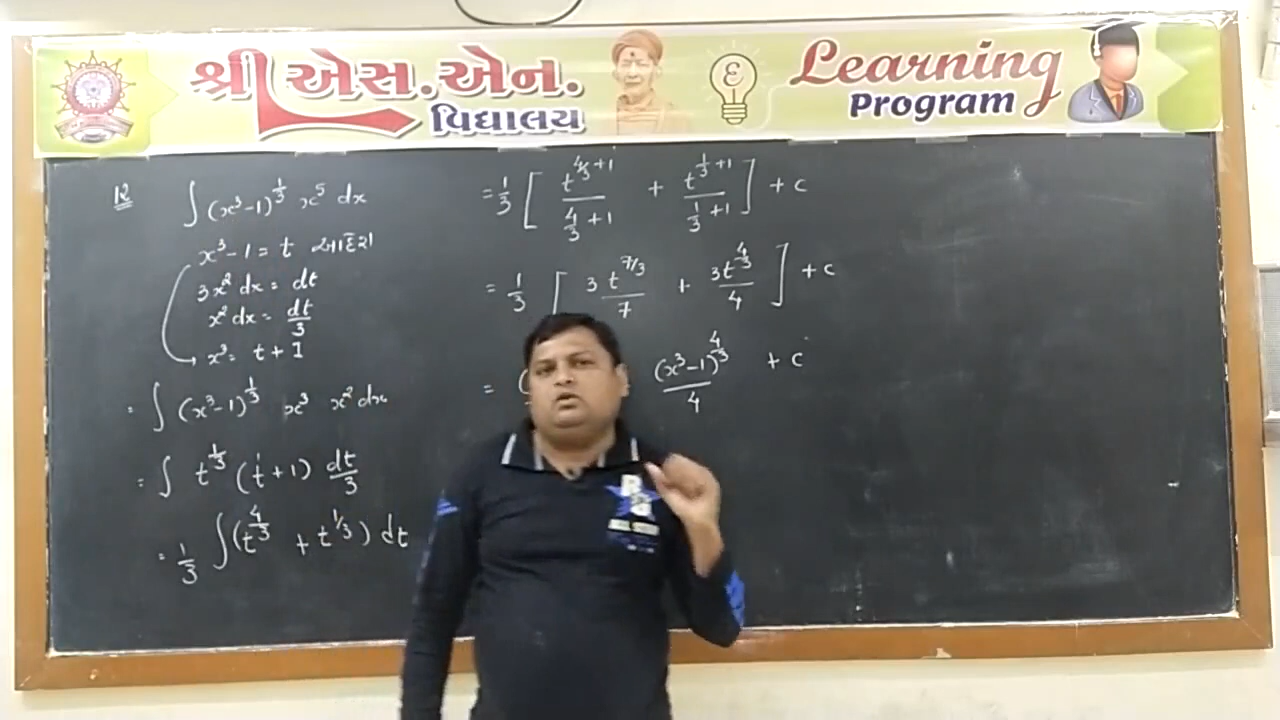 શ્રી એસ.એન.
વિદ્યાલય
Learning
Program
12
∫(x³-1)^(1/3) x⁵ dx
x³-1 = t આદેશ
3x² dx = dt
x² dx = dt/3
x³ = t + 1
= ∫(x³-1)^(1/3) x³ x² dx
= ∫ t^(1/3) (t+1) dt/3
= 1/3 ∫(t^(4/3) + t^(1/3)) dt
= 1/3 [ t^(4/3+1)/(4/3+1) + t^(1/3+1)/(1/3+1) ] + c
= 1/3 [ 3t^(7/3)/7 + 3t^(4/3)/4 ] + c
= ( (x³-1)^(4/3)/4 + c